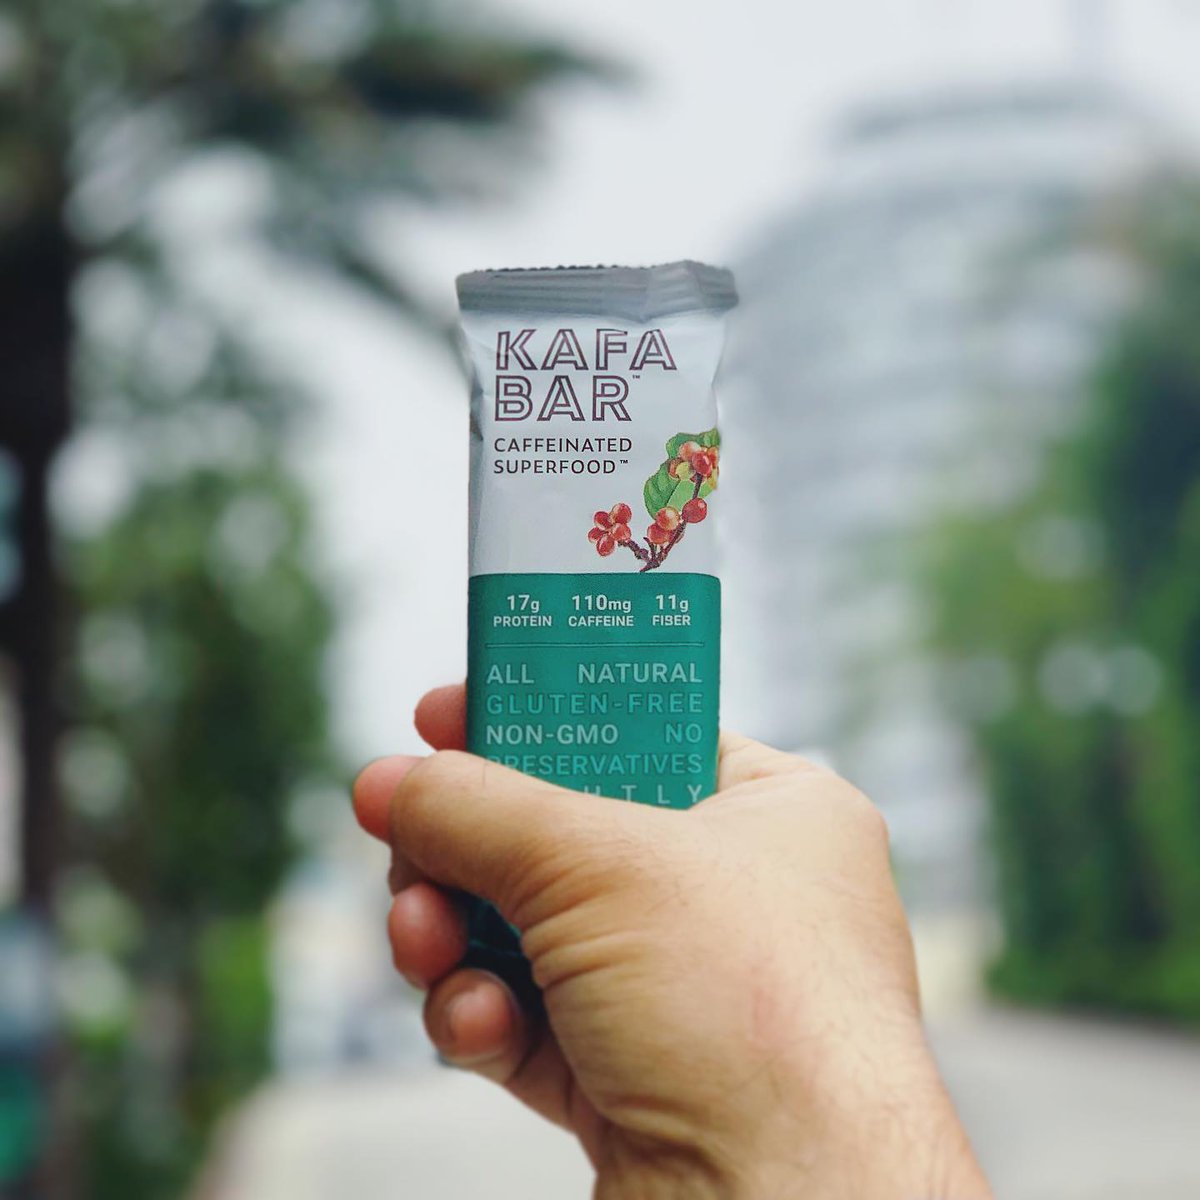 KAFA
BAR™
CAFFEINATED
SUPERFOOD™
17g 110mg 11g
PROTEIN CAFFEINE FIBER
ALL NATURAL
GLUTEN-FREE
NON-GMO NO
PRESERVATIVES